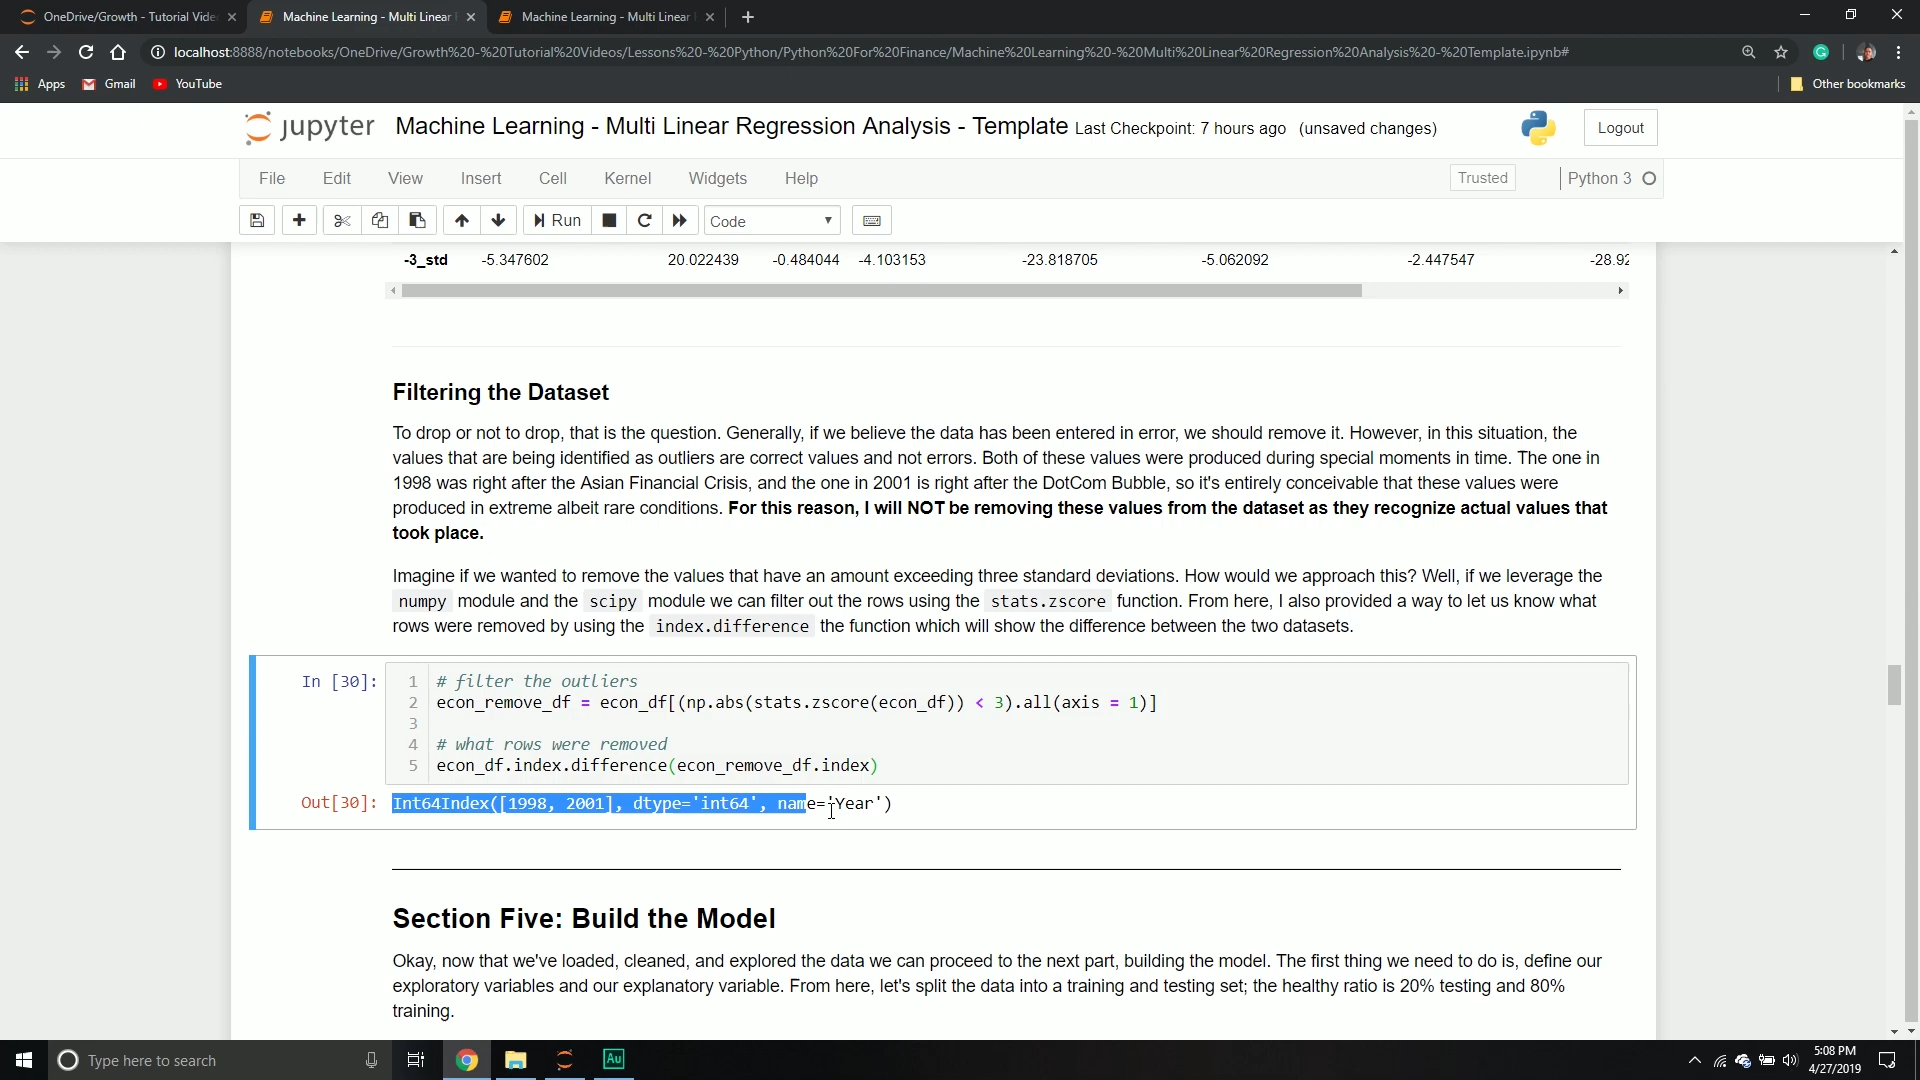 OneDrive/Growth - Tutorial Vide
Machine Learning - Multi Linear
Machine Learning - Multi Linear
localhost:8888/notebooks/OneDrive/Growth%20-%20Tutorial%20Videos/Lessons%20-%20Python/Python%20For%20Finance/Machine%20Learning%20-%20Multi%20Linear%20Regression%20Analysis%20-%20Template.ipynb#
Apps Gmail YouTube Other bookmarks
jupyter Machine Learning - Multi Linear Regression Analysis - Template Last Checkpoint: 7 hours ago (unsaved changes) Logout
File Edit View Insert Cell Kernel Widgets Help Trusted Python 3
Run Code
-3_std -5.347602 20.022439 -0.484044 -4.103153 -23.818705 -5.062092 -2.447547 -28.92
Filtering the Dataset
To drop or not to drop, that is the question. Generally, if we believe the data has been entered in error, we should remove it. However, in this situation, the
values that are being identified as outliers are correct values and not errors. Both of these values were produced during special moments in time. The one in
1998 was right after the Asian Financial Crisis, and the one in 2001 is right after the DotCom Bubble, so it's entirely conceivable that these values were
produced in extreme albeit rare conditions. For this reason, I will NOT be removing these values from the dataset as they recognize actual values that
took place.
Imagine if we wanted to remove the values that have an amount exceeding three standard deviations. How would we approach this? Well, if we leverage the
numpy module and the scipy module we can filter out the rows using the stats.zscore function. From here, I also provided a way to let us know what
rows were removed by using the index.difference the function which will show the difference between the two datasets.
In [30]: 1 # filter the outliers
2 econ_remove_df = econ_df[(np.abs(stats.zscore(econ_df)) < 3).all(axis = 1)]
3
4 # what rows were removed
5 econ_df.index.difference(econ_remove_df.index)
Out[30]: Int64Index([1998, 2001], dtype='int64', name='Year')
Section Five: Build the Model
Okay, now that we've loaded, cleaned, and explored the data we can proceed to the next part, building the model. The first thing we need to do is, define our
exploratory variables and our explanatory variable. From here, let's split the data into a training and testing set; the healthy ratio is 20% testing and 80%
training.
Type here to search Au 5:08 PM
4/27/2019